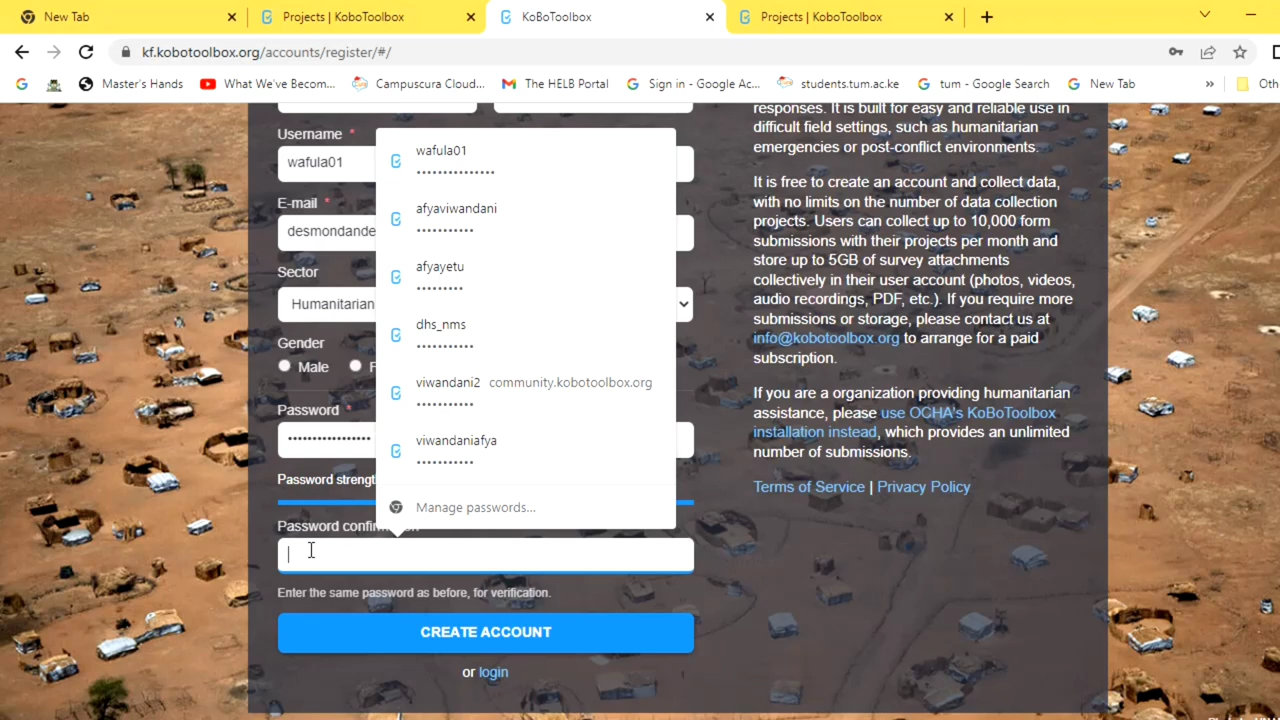 New Tab
Projects | KoboToolbox
KoBoToolbox
Projects | KoboToolbox
kf.kobotoolbox.org/accounts/register/#/
Master's Hands
What We've Becom...
Campuscura Cloud...
The HELB Portal
Sign in - Google Ac...
students.tum.ac.ke
tum - Google Search
New Tab
»
Oth
Username *
wafula01
E-mail *
desmondande
Sector
Humanitarian
Gender
Male
F
Password *
•••••••••••••••••
Password strengt
Password confir
Enter the same password as before, for verification.
CREATE ACCOUNT
or login
wafula01
•••••••••••••••
afyaviwandani
•••••••••••
afyayetu
•••••••••
dhs_nms
•••••••••••
viwandani2 community.kobotoolbox.org
•••••••••••
viwandaniafya
•••••••••••
Manage passwords...
responses. It is built for easy and reliable use in
difficult field settings, such as humanitarian
emergencies or post-conflict environments.
It is free to create an account and collect data,
with no limits on the number of data collection
projects. Users can collect up to 10,000 form
submissions with their projects per month and
store up to 5GB of survey attachments
collectively in their user account (photos, videos,
audio recordings, PDF, etc.). If you require more
submissions or storage, please contact us at
info@kobotoolbox.org to arrange for a paid
subscription.
If you are a organization providing humanitarian
assistance, please use OCHA's KoBoToolbox
installation instead, which provides an unlimited
number of submissions.
Terms of Service | Privacy Policy